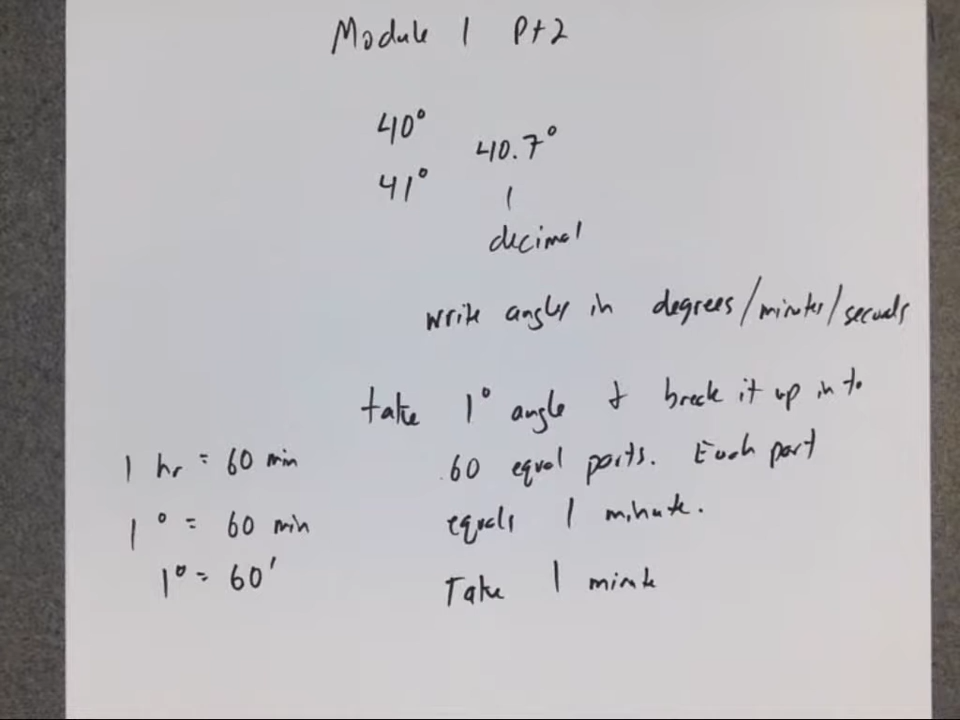 Module 1 Pt2
40°
40.7°
41°
decimal
write angles in degrees/minutes/seconds
take 1° angle & break it up into
1 hr = 60 min
60 equal parts. Each part
1° = 60 min
equals 1 minute.
1° = 60'
Take 1 minute